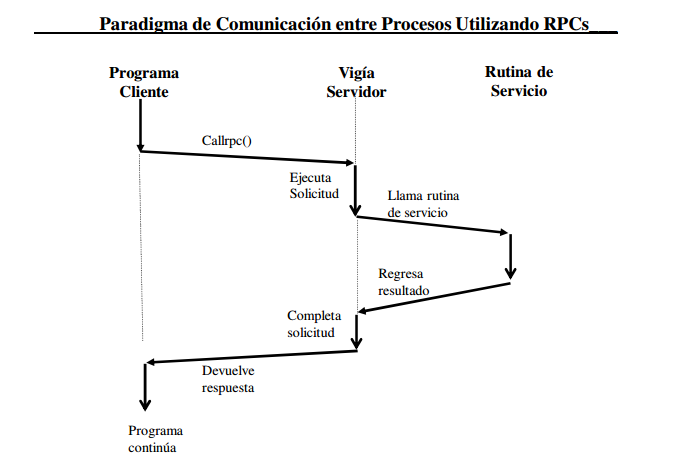 Paradigma de Comunicación entre Procesos Utilizando RPCs
Programa
Cliente
Vigía
Servidor
Rutina de
Servicio
Callrpc()
Ejecuta
Solicitud
Llama rutina
de servicio
Regresa
resultado
Completa
solicitud
Devuelve
respuesta
Programa
continúa